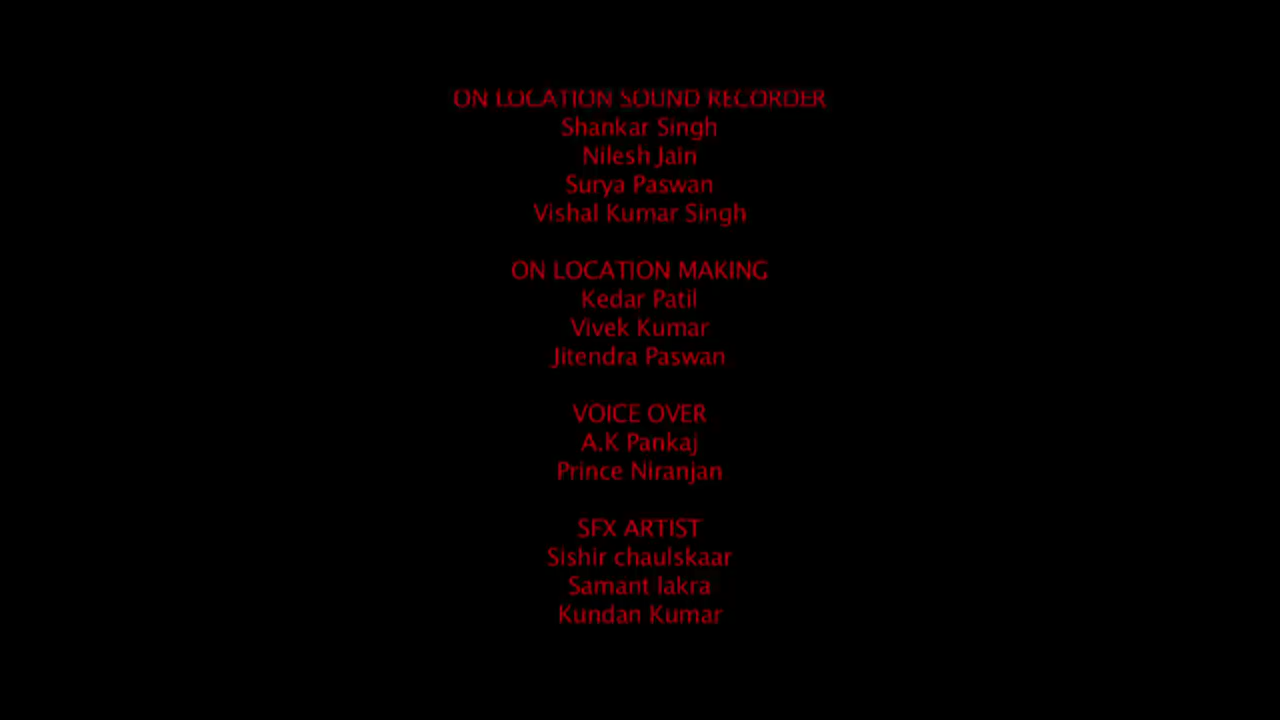 ON LOCATION SOUND RECORDER
Shankar Singh
Nilesh Jain
Surya Paswan
Vishal Kumar Singh
ON LOCATION MAKING
Kedar Patil
Vivek Kumar
Jitendra Paswan
VOICE OVER
A.K Pankaj
Prince Niranjan
SFX ARTIST
Sishir chaulskaar
Samant lakra
Kundan Kumar